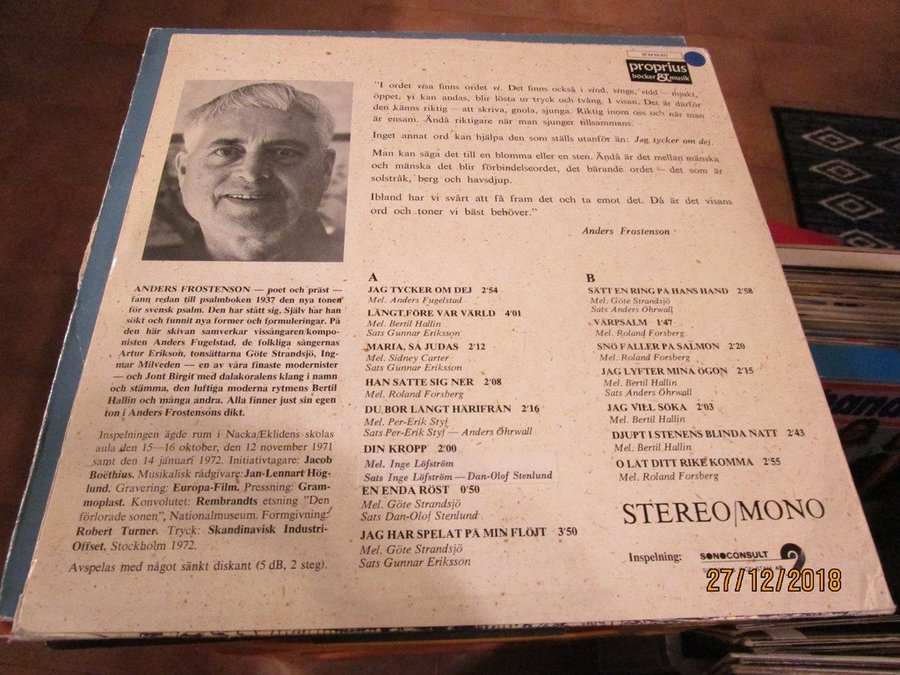 proprius
böcker & musik
"I ordet visa finns ordet vi. Det finns också i vind, vinge, vidd — mjukt,
öppet, vi kan andas, blir lösta ur tryck och tvång. I visan. Det är därför
den känns riktig — att skriva, gnola, sjunga. Riktig inom oss och när man
är ensam. Ändå riktigare när man sjunger tillsammans.
Inget annat ord kan hjälpa den som ställs utanför än: Jag tycker om dej.
Man kan säga det till en blomma eller en sten. Ändå är det mellan mänska
och mänska det blir förbindelseordet, det bärande ordet — det som är
solstråk, berg och havsdjup.
Ibland har vi svårt att få fram det och ta emot det. Då är det visans
ord och toner vi bäst behöver."
Anders Frostenson
ANDERS FROSTENSON — poet och präst —
fann redan till psalmboken 1937 den nya tonen
för svensk psalm. Den har stått sig. Själv har han
sökt och funnit nya former och formuleringar. På
den här skivan samverkar vissångaren/kompo-
nisten Anders Fugelstad, de folkliga sångernas
Artur Erikson, tonsättarna Göte Strandsjö, Ing-
mar Milveden — en av våra finaste modernister
— och Jont Birgit med dalakoralens klang i namn
och stämma, den luftiga moderna rytmens Bertil
Hallin och många andra. Alla finner just sin egen
ton i Anders Frostensons dikt.
Inspelningen ägde rum i Nacka/Eklidens skolas
aula den 15—16 oktober, den 12 november 1971
samt den 14 januari 1972. Initiativtagare: Jacob
Boëthius. Musikalisk rådgivare: Jan-Lennart Hög-
lund. Gravering: Europa-Film. Pressning: Gram-
moplast. Konvolutet: Rembrandts etsning "Den
förlorade sonen", Nationalmuseum. Formgivning:
Robert Turner. Tryck: Skandinavisk Industri-
Offset, Stockholm 1972.
Avspelas med något sänkt diskant (5 dB, 2 steg).
A
JAG TYCKER OM DEJ 2'54
Mel. Anders Fugelstad
LÅNGT FÖRE VÅR VÄRLD 4'01
Mel. Bertil Hallin
Sats Gunnar Eriksson
MARIA, SA JUDAS 2'12
Mel. Sidney Carter
Sats Gunnar Eriksson
HAN SATTE SIG NER 2'08
Mel. Roland Forsberg
DU BOR LÅNGT HÄRIFRÅN 2'16
Mel. Per-Erik Styf
Sats Per-Erik Styf — Anders Öhrwall
DIN KROPP 2'00
Mel. Inge Löfström
Sats Inge Löfström — Dan-Olof Stenlund
EN ENDA RÖST 0'50
Mel. Göte Strandsjö
Sats Dan-Olof Stenlund
JAG HAR SPELAT PÅ MIN FLÖJT 3'50
Mel. Göte Strandsjö
Sats Gunnar Eriksson
B
SÄTT EN RING PÅ HANS HAND 2'58
Mel. Göte Strandsjö
Sats Anders Öhrwall
VÅRPSALM 1'47
Mel. Roland Forsberg
SNÖ FALLER PÅ SALMON 2'20
Mel. Roland Forsberg
JAG LYFTER MINA ÖGON 2'15
Mel. Bertil Hallin
Sats Anders Öhrwall
JAG VILL SÖKA 2'03
Mel. Bertil Hallin
DJUPT I STENENS BLINDA NATT 2'43
Mel. Bertil Hallin
O LÅT DITT RIKE KOMMA 2'55
Mel. Roland Forsberg
STEREO/MONO
Inspelning: SONOCONSULT
27/12/2018